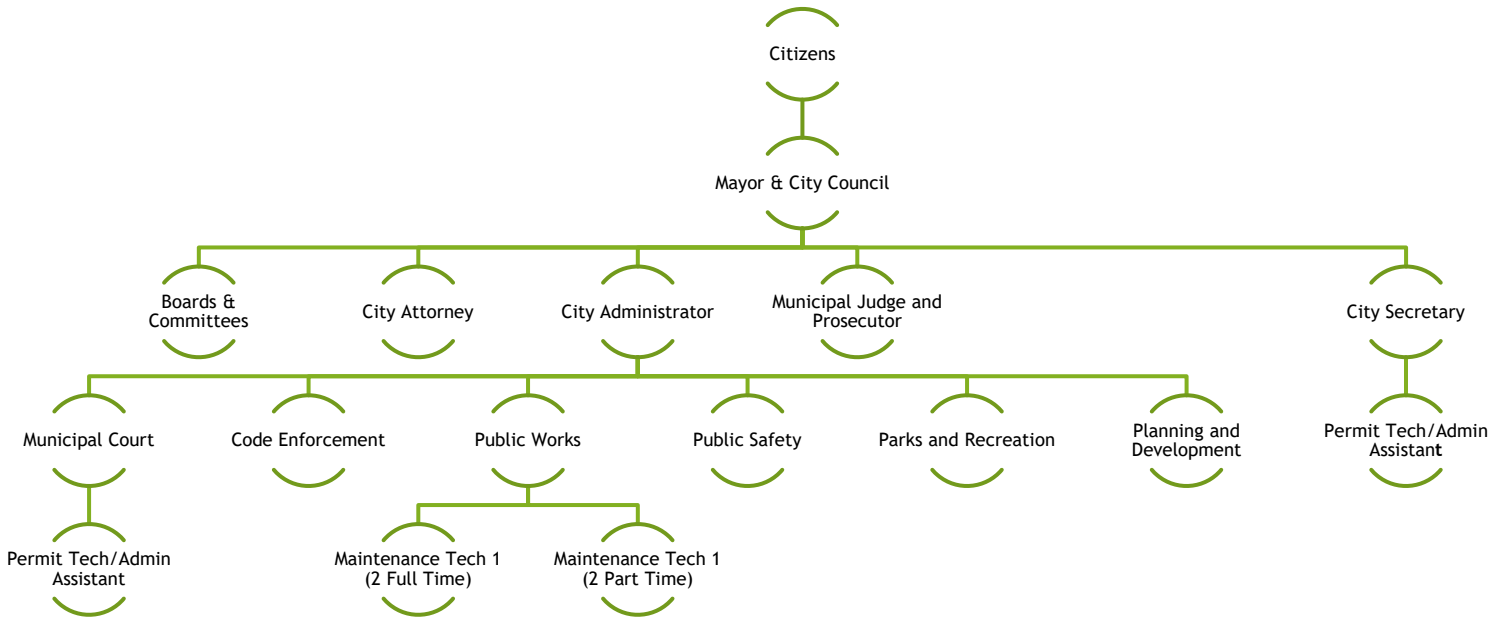 Citizens
Mayor & City Council
Boards &
Committees
City Attorney
City Administrator
Municipal Judge and
Prosecutor
City Secretary
Municipal Court
Code Enforcement
Public Works
Public Safety
Parks and Recreation
Planning and
Development
Permit Tech/Admin
Assistant
Permit Tech/Admin
Assistant
Maintenance Tech 1
(2 Full Time)
Maintenance Tech 1
(2 Part Time)